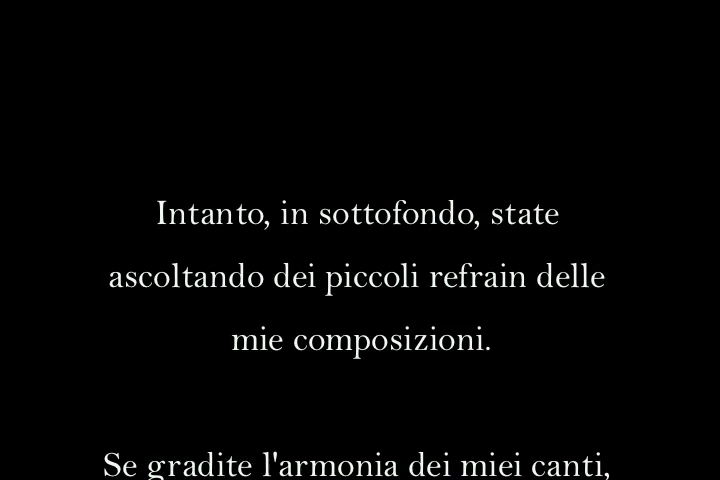 Intanto, in sottofondo, state
ascoltando dei piccoli refrain delle
mie composizioni.
Se gradite l'armonia dei miei canti,